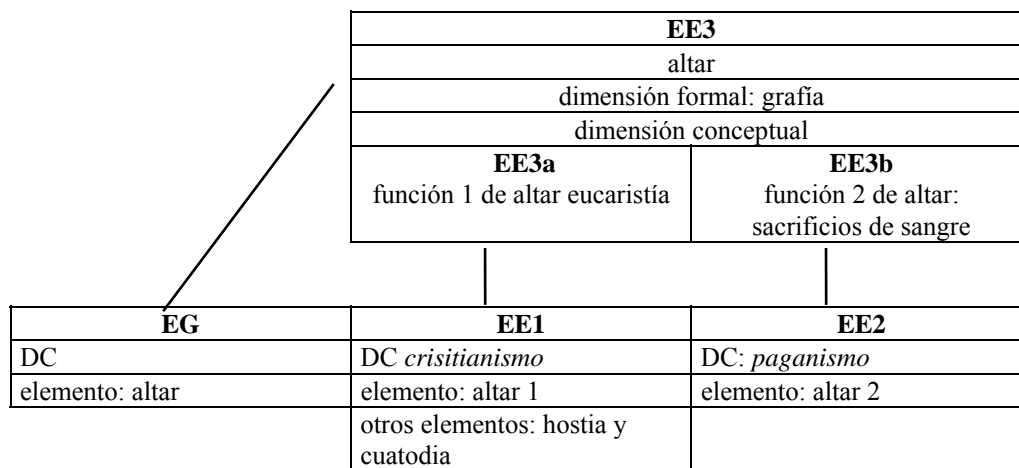 EE3
altar
dimensión formal: grafía
dimensión conceptual
EE3a
función 1 de altar eucaristía
EE3b
función 2 de altar:
sacrificios de sangre
EG
EE1
EE2
DC
DC crisitianismo
DC: paganismo
elemento: altar
elemento: altar 1
elemento: altar 2
otros elementos: hostia y
cuatodia